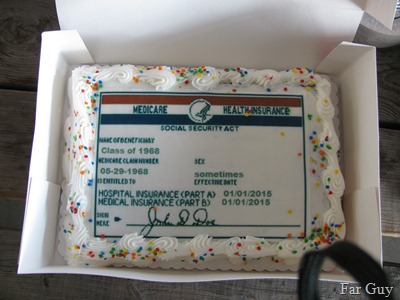 MEDICARE HEALTH INSURANCE
SOCIAL SECURITY ACT
NAME OF BENEFICIARY
Class of 1968
MEDICARE CLAIM NUMBER SEX
05-29-1968 sometimes
IS ENTITLED TO EFFECTIVE DATE
HOSPITAL INSURANCE (PART A) 01/01/2015
MEDICAL INSURANCE (PART B) 01/01/2015
SIGN
HERE John D Doe
Far Guy